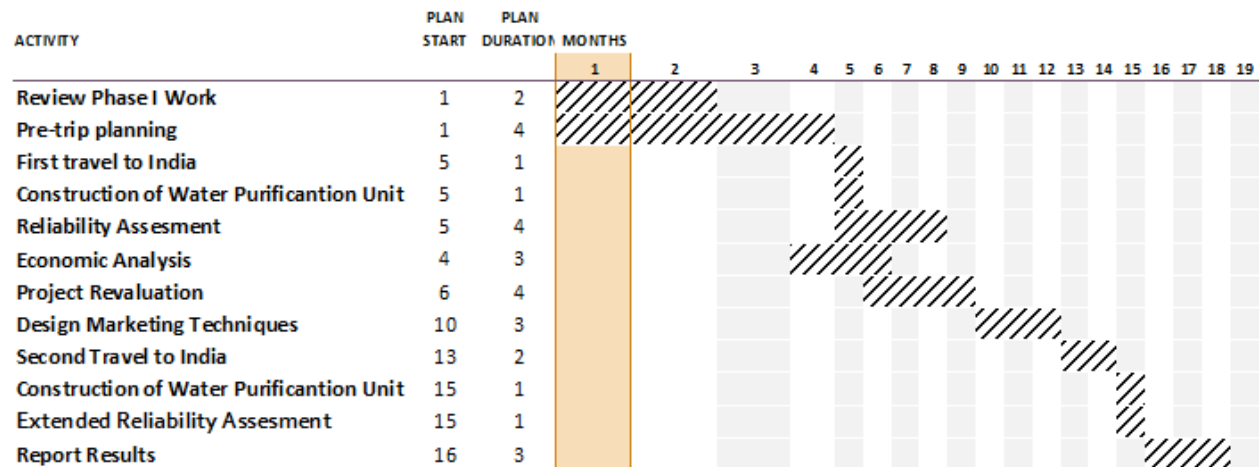 PLAN PLAN
ACTIVITY START DURATION MONTHS
1 2 3 4 5 6 7 8 9 10 11 12 13 14 15 16 17 18 19
Review Phase I Work 1 2
Pre-trip planning 1 4
First travel to India 5 1
Construction of Water Purificantion Unit 5 1
Reliability Assesment 5 4
Economic Analysis 4 3
Project Revaluation 6 4
Design Marketing Techniques 10 3
Second Travel to India 13 2
Construction of Water Purificantion Unit 15 1
Extended Reliability Assesment 15 1
Report Results 16 3